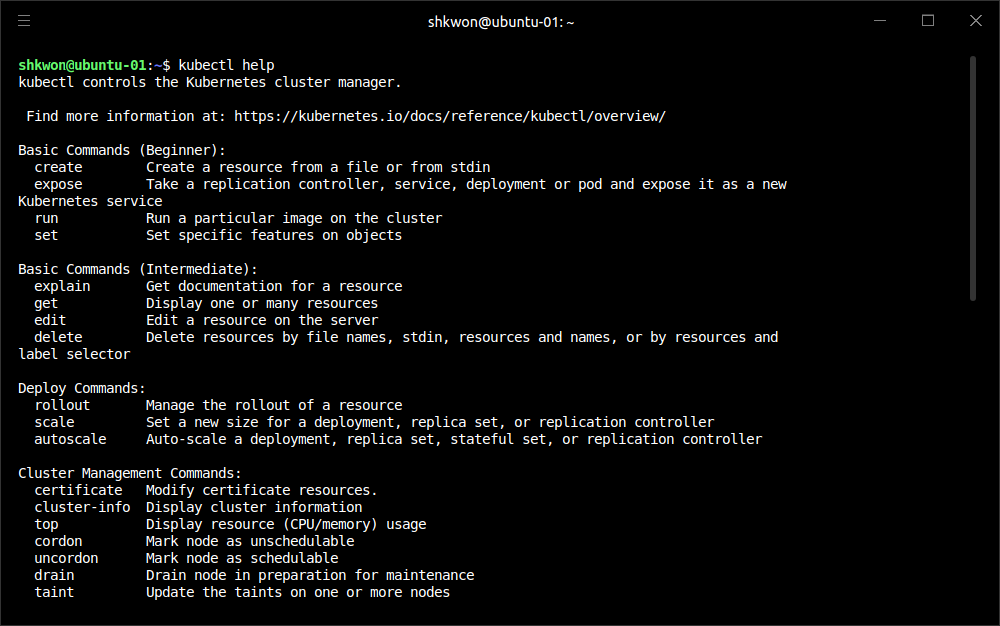 shkwon@ubuntu-01: ~
shkwon@ubuntu-01:~$ kubectl help
kubectl controls the Kubernetes cluster manager.
Find more information at: https://kubernetes.io/docs/reference/kubectl/overview/
Basic Commands (Beginner):
create        Create a resource from a file or from stdin
expose        Take a replication controller, service, deployment or pod and expose it as a new
Kubernetes service
run           Run a particular image on the cluster
set           Set specific features on objects
Basic Commands (Intermediate):
explain       Get documentation for a resource
get           Display one or many resources
edit          Edit a resource on the server
delete        Delete resources by file names, stdin, resources and names, or by resources and
label selector
Deploy Commands:
rollout       Manage the rollout of a resource
scale         Set a new size for a deployment, replica set, or replication controller
autoscale     Auto-scale a deployment, replica set, stateful set, or replication controller
Cluster Management Commands:
certificate   Modify certificate resources.
cluster-info  Display cluster information
top           Display resource (CPU/memory) usage
cordon        Mark node as unschedulable
uncordon      Mark node as schedulable
drain         Drain node in preparation for maintenance
taint         Update the taints on one or more nodes